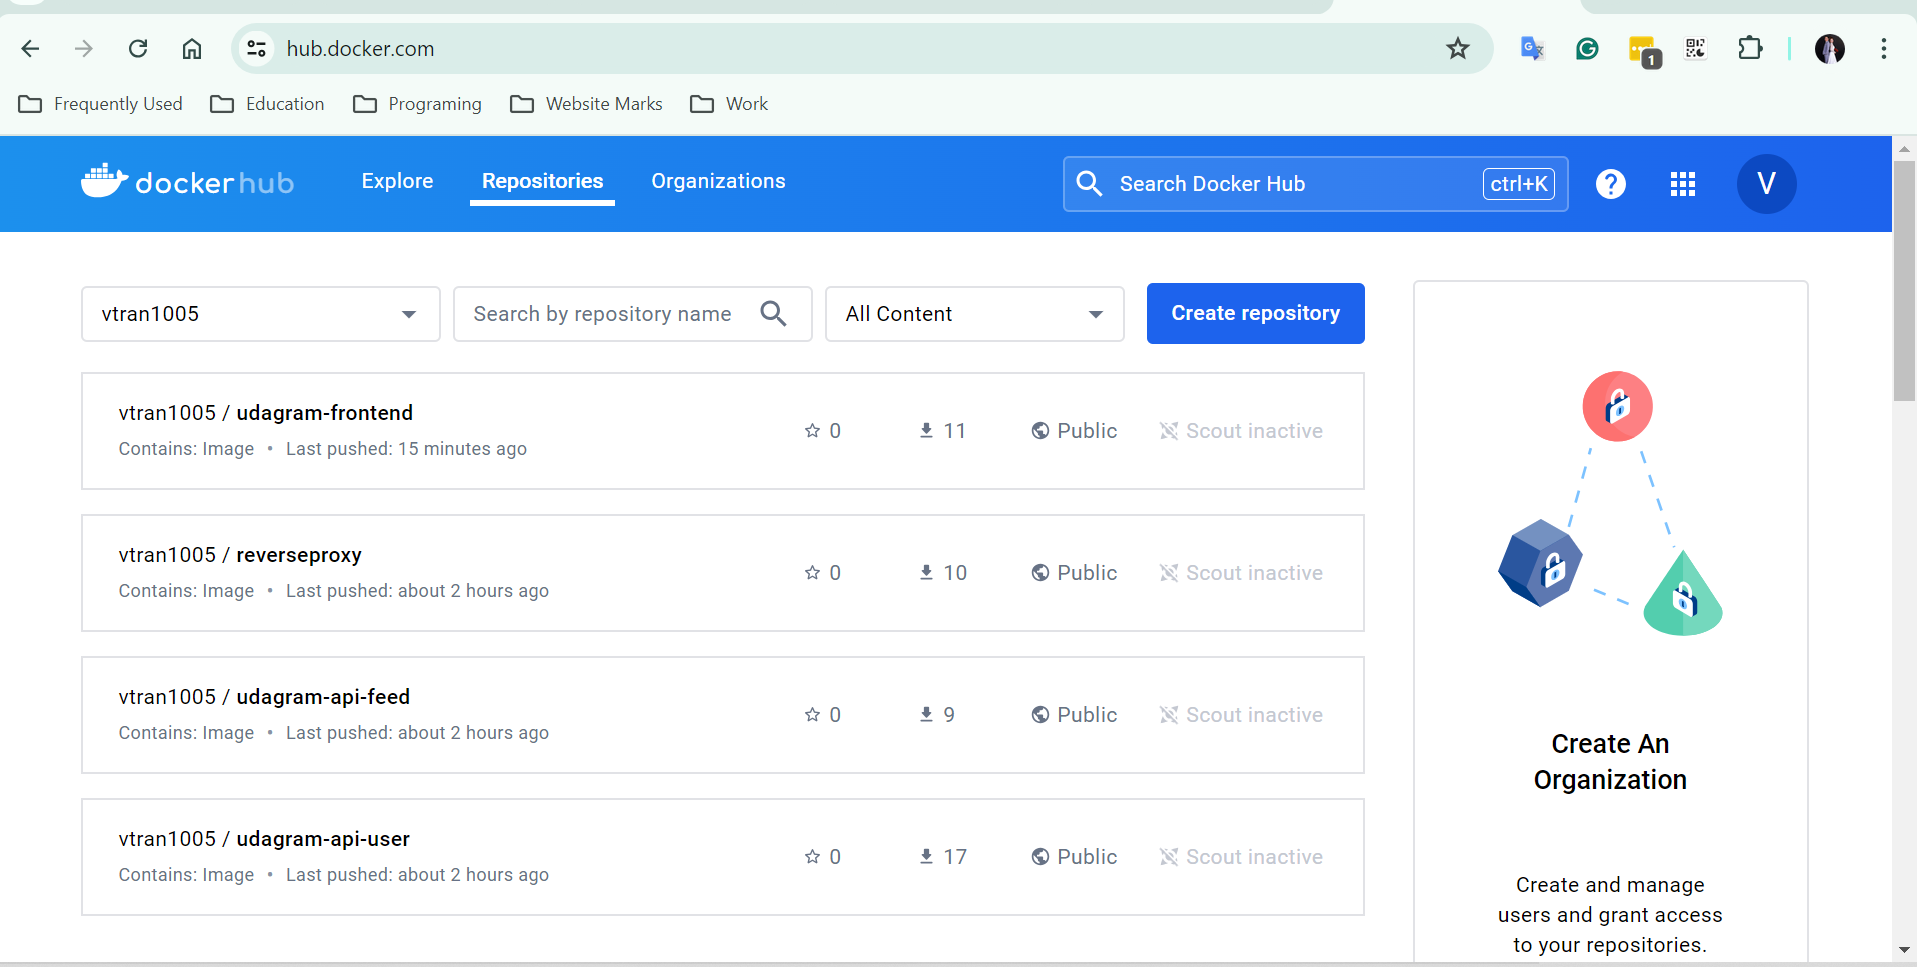 hub.docker.com
1
Frequently Used Education Programing Website Marks Work
dockerhub Explore Repositories Organizations Search Docker Hub ctrl+K ? V
vtran1005 Search by repository name All Content Create repository
vtran1005 / udagram-frontend
Contains: Image • Last pushed: 15 minutes ago
0 11 Public Scout inactive
vtran1005 / reverseproxy
Contains: Image • Last pushed: about 2 hours ago
0 10 Public Scout inactive
vtran1005 / udagram-api-feed
Contains: Image • Last pushed: about 2 hours ago
0 9 Public Scout inactive
vtran1005 / udagram-api-user
Contains: Image • Last pushed: about 2 hours ago
0 17 Public Scout inactive
Create An
Organization
Create and manage
users and grant access
to your repositories.